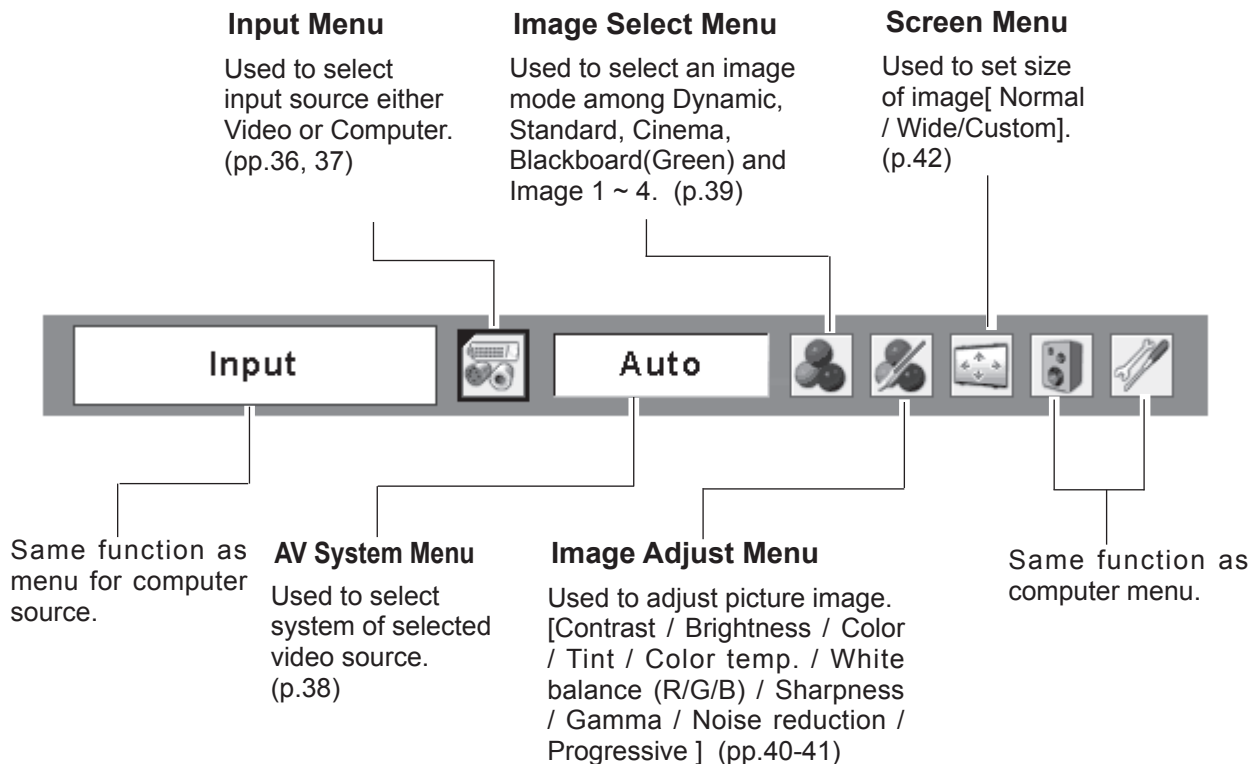 Input Menu
Used to select
input source either
Video or Computer.
(pp.36, 37)
Image Select Menu
Used to select an image
mode among Dynamic,
Standard, Cinema,
Blackboard(Green) and
Image 1 ~ 4. (p.39)
Screen Menu
Used to set size
of image[ Normal
/ Wide/Custom].
(p.42)
Input
Auto
Same function as
menu for computer
source.
AV System Menu
Used to select
system of selected
video source.
(p.38)
Image Adjust Menu
Used to adjust picture image.
[Contrast / Brightness / Color
/ Tint / Color temp. / White
balance (R/G/B) / Sharpness
/ Gamma / Noise reduction /
Progressive ] (pp.40-41)
Same function as
computer menu.